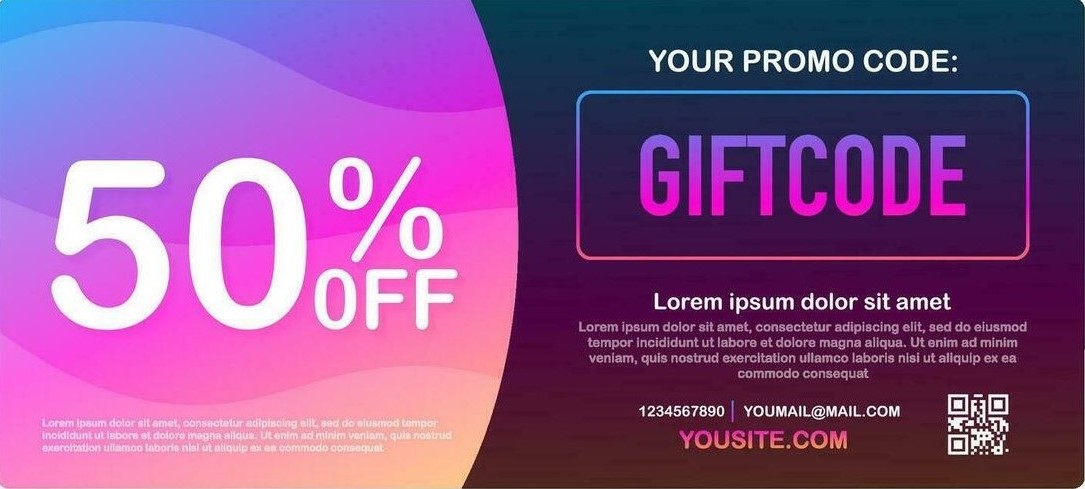 50% OFF
Lorem ipsum dolor sit amet, consectetur adipiscing elit, sed do eiusmod tempor
incididunt ut labore et dolore magna aliqua. Ut enim ad minim veniam, quis nostrud
exercitation ullamco laboris nisi ut aliquip ex ea commodo consequat
YOUR PROMO CODE:
GIFTCODE
Lorem ipsum dolor sit amet
Lorem ipsum dolor sit amet, consectetur adipiscing elit, sed do eiusmod
tempor incididunt ut labore et dolore magna aliqua. Ut enim ad minim
veniam, quis nostrud exercitation ullamco laboris nisi ut aliquip ex ea
commodo consequat
1234567890 | YOUMAIL@MAIL.COM
YOUSITE.COM